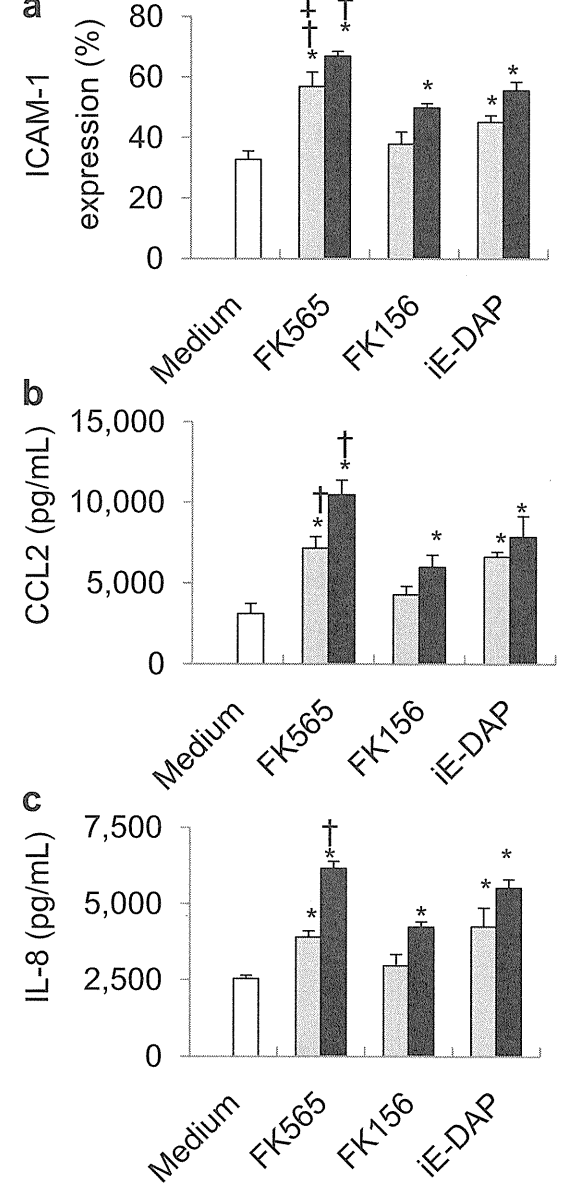 a
ICAM-1
expression (%)
80
60
40
20
0
‡ †
† *
*
*
*
*
Medium
FK565
FK156
iE-DAP
b
CCL2 (pg/mL)
15,000
10,000
5,000
0
†
*
†
*
*
*
*
Medium
FK565
FK156
iE-DAP
c
IL-8 (pg/mL)
7,500
5,000
2,500
0
†
*
*
*
*
*
Medium
FK565
FK156
iE-DAP